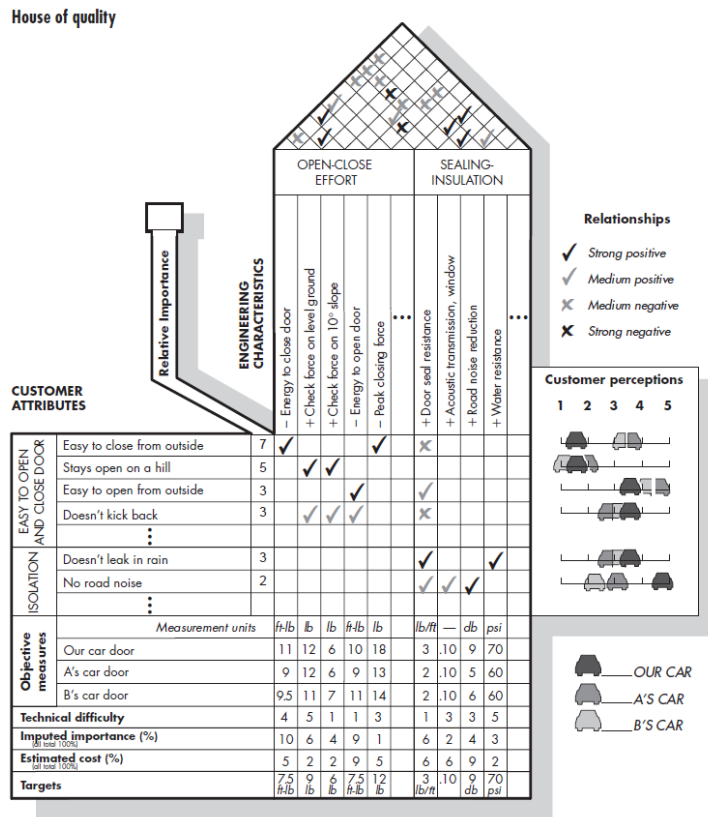 House of quality
OPEN-CLOSE
EFFORT
SEALING-
INSULATION
Relative Importance
ENGINEERING
CHARACTERISTICS
– Energy to close door
+ Check force on level ground
+ Check force on 10° slope
– Energy to open door
– Peak closing force
•••
+ Door seal resistance
+ Acoustic transmission, window
+ Road noise reduction
+ Water resistance
•••
Relationships
Strong positive
Medium positive
Medium negative
Strong negative
CUSTOMER
ATTRIBUTES
Customer perceptions
1 2 3 4 5
EASY TO OPEN
AND CLOSE DOOR
Easy to close from outside 7
Stays open on a hill 5
Easy to open from outside 3
Doesn't kick back 3
ISOLATION
Doesn't leak in rain 3
No road noise 2
Objective
measures
Measurement units ft-lb lb lb ft-lb lb lb/ft — db psi
Our car door 11 12 6 10 18 3 .10 9 70
A's car door 9 12 6 9 13 2 .10 5 60
B's car door 9.5 11 7 11 14 2 .10 6 60
Technical difficulty 4 5 1 1 3 1 3 3 5
Imputed importance (%) 10 6 4 9 1 6 2 4 3
(all total 100%)
Estimated cost (%) 5 2 2 9 5 6 6 9 2
(all total 100%)
Targets 7.5 ft-lb 9 lb 6 lb 7.5 ft-lb 12 lb 3 lb/ft .10 9 db 70 psi
OUR CAR
A'S CAR
B'S CAR